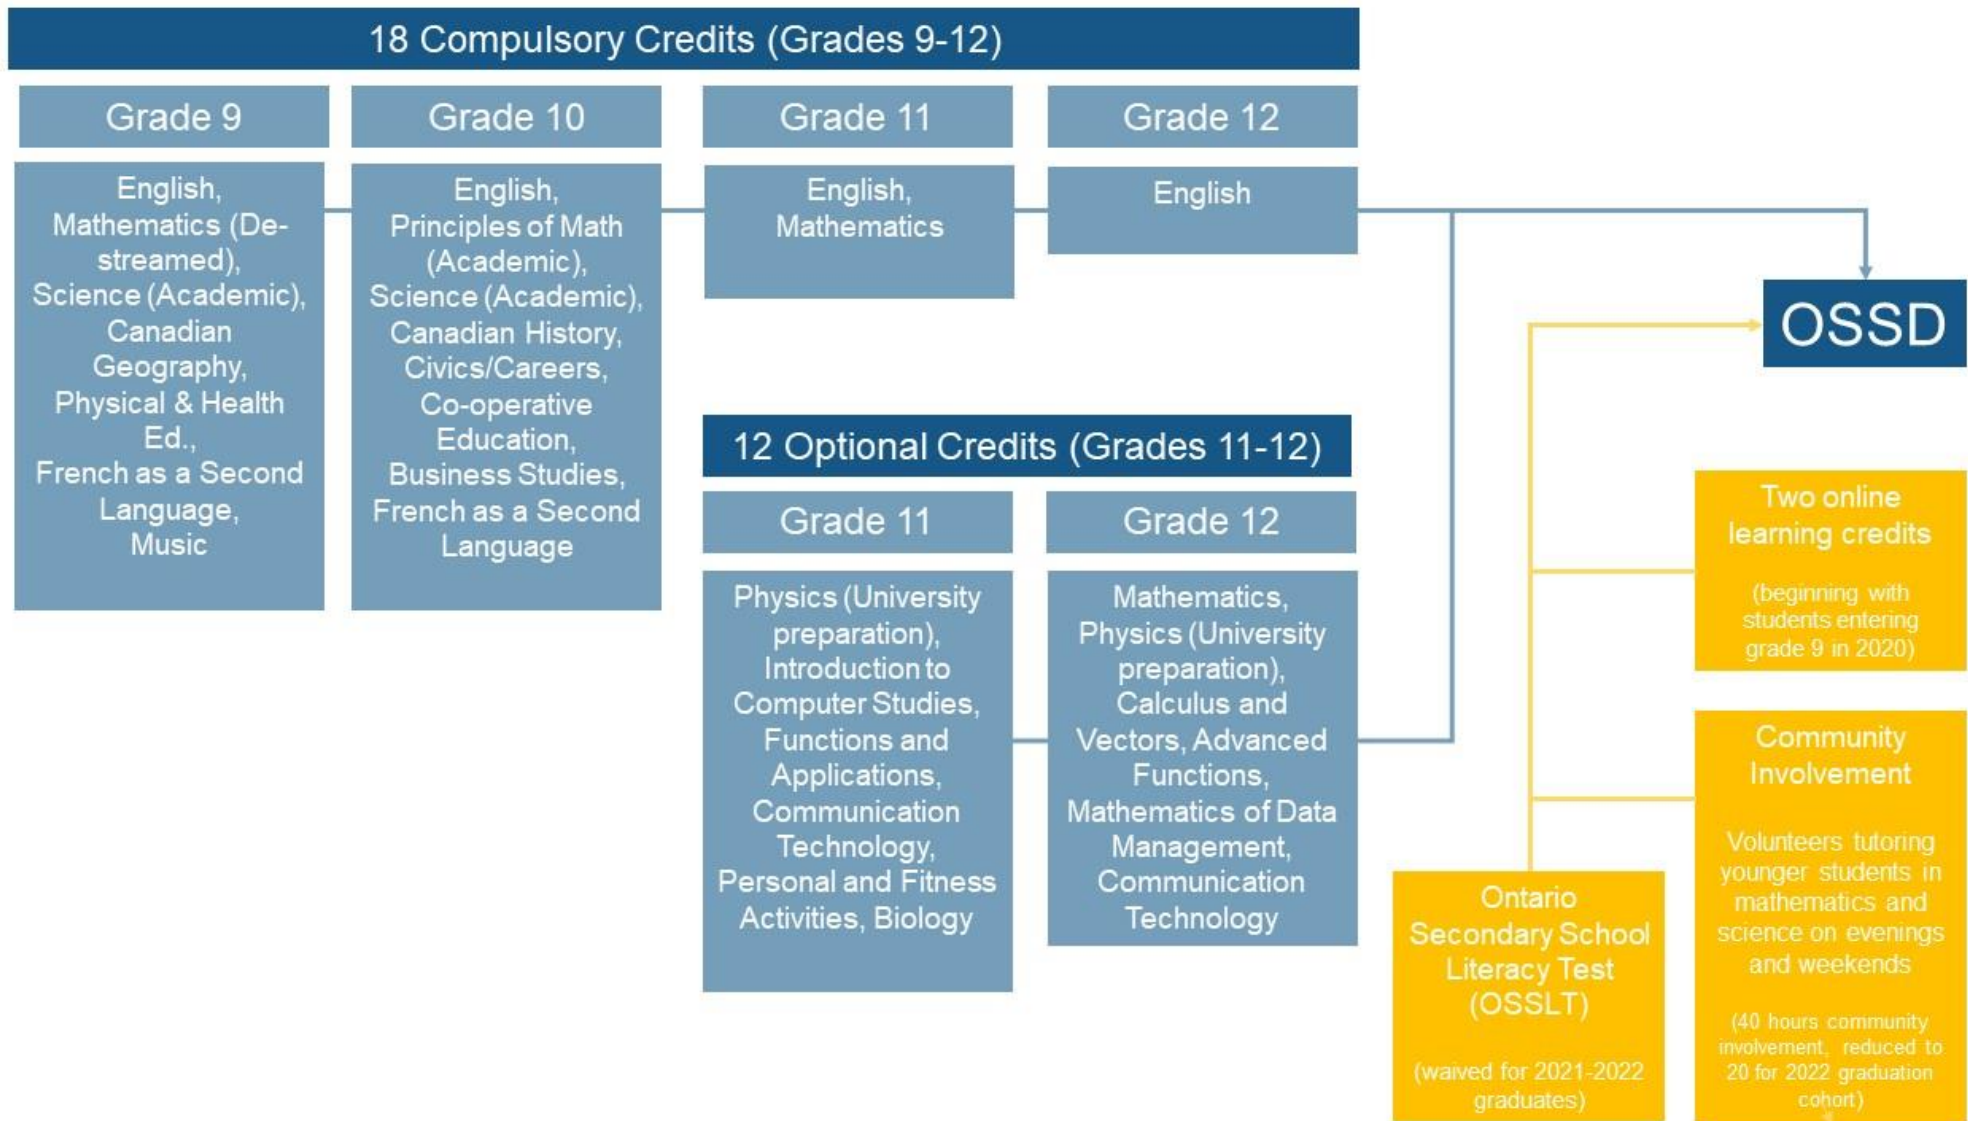 18 Compulsory Credits (Grades 9-12)
Grade 9
English,
Mathematics (De-
streamed),
Science (Academic),
Canadian
Geography,
Physical & Health
Ed.,
French as a Second
Language,
Music
Grade 10
English,
Principles of Math
(Academic),
Science (Academic),
Canadian History,
Civics/Careers,
Co-operative
Education,
Business Studies,
French as a Second
Language
Grade 11
English,
Mathematics
Grade 12
English
OSSD
12 Optional Credits (Grades 11-12)
Grade 11
Physics (University
preparation),
Introduction to
Computer Studies,
Functions and
Applications,
Communication
Technology,
Personal and Fitness
Activities, Biology
Grade 12
Mathematics,
Physics (University
preparation),
Calculus and
Vectors, Advanced
Functions,
Mathematics of Data
Management,
Communication
Technology
Ontario
Secondary School
Literacy Test
(OSSLT)
(waived for 2021-2022
graduates)
Two online
learning credits
(beginning with
students entering
grade 9 in 2020)
Community
Involvement
Volunteers tutoring
younger students in
mathematics and
science on evenings
and weekends
(40 hours community
involvement, reduced to
20 for 2022 graduation
cohort)